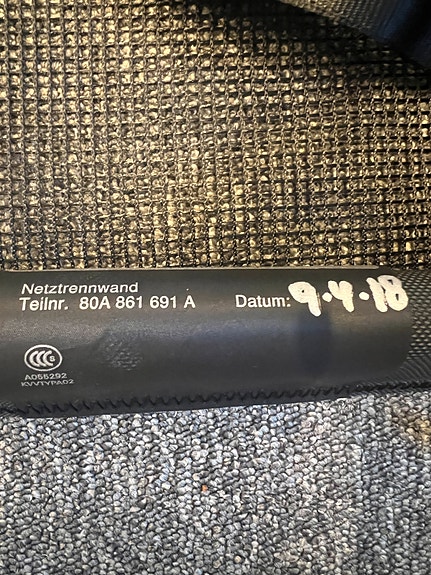 Netztrennwand
Teilnr. 80A 861 691 A
Datum: 9.4.18
A055292
KVVTYPA02